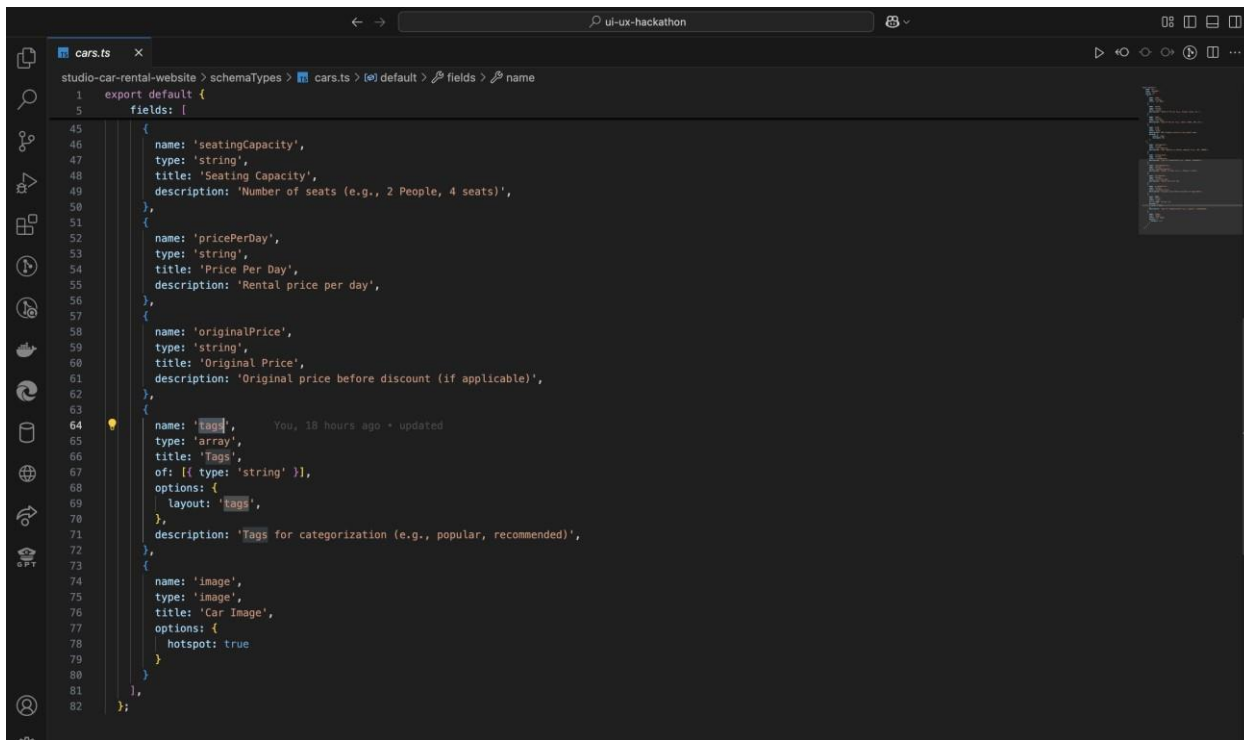 ui-ux-hackathon
cars.ts
studio-car-rental-website > schemaTypes > cars.ts > default > fields > name
1 export default {
5 fields: [
45 {
46 name: 'seatingCapacity',
47 type: 'string',
48 title: 'Seating Capacity',
49 description: 'Number of seats (e.g., 2 People, 4 seats)',
50 },
51 {
52 name: 'pricePerDay',
53 type: 'string',
54 title: 'Price Per Day',
55 description: 'Rental price per day',
56 },
57 {
58 name: 'originalPrice',
59 type: 'string',
60 title: 'Original Price',
61 description: 'Original price before discount (if applicable)',
62 },
63 {
64 name: 'tags', You, 18 hours ago • updated
65 type: 'array',
66 title: 'Tags',
67 of: [{ type: 'string' }],
68 options: {
69 layout: 'tags',
70 },
71 description: 'Tags for categorization (e.g., popular, recommended)',
72 },
73 {
74 name: 'image',
75 type: 'image',
76 title: 'Car Image',
77 options: {
78 hotspot: true
79 }
80 }
81 ],
82 };
GPT